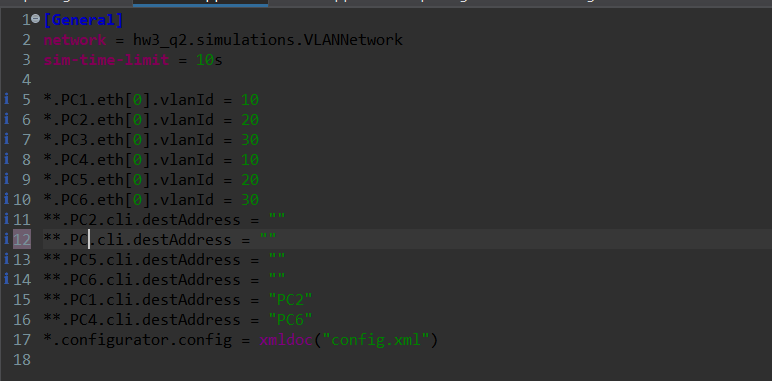 1 [General]
2 network = hw3_q2.simulations.VLANNetwork
3 sim-time-limit = 10s
4
5 *.PC1.eth[0].vlanId = 10
6 *.PC2.eth[0].vlanId = 20
7 *.PC3.eth[0].vlanId = 30
8 *.PC4.eth[0].vlanId = 10
9 *.PC5.eth[0].vlanId = 20
10 *.PC6.eth[0].vlanId = 30
11 **.PC2.cli.destAddress = ""
12 **.PC.cli.destAddress = ""
13 **.PC5.cli.destAddress = ""
14 **.PC6.cli.destAddress = ""
15 **.PC1.cli.destAddress = "PC2"
16 **.PC4.cli.destAddress = "PC6"
17 *.configurator.config = xmldoc("config.xml")
18